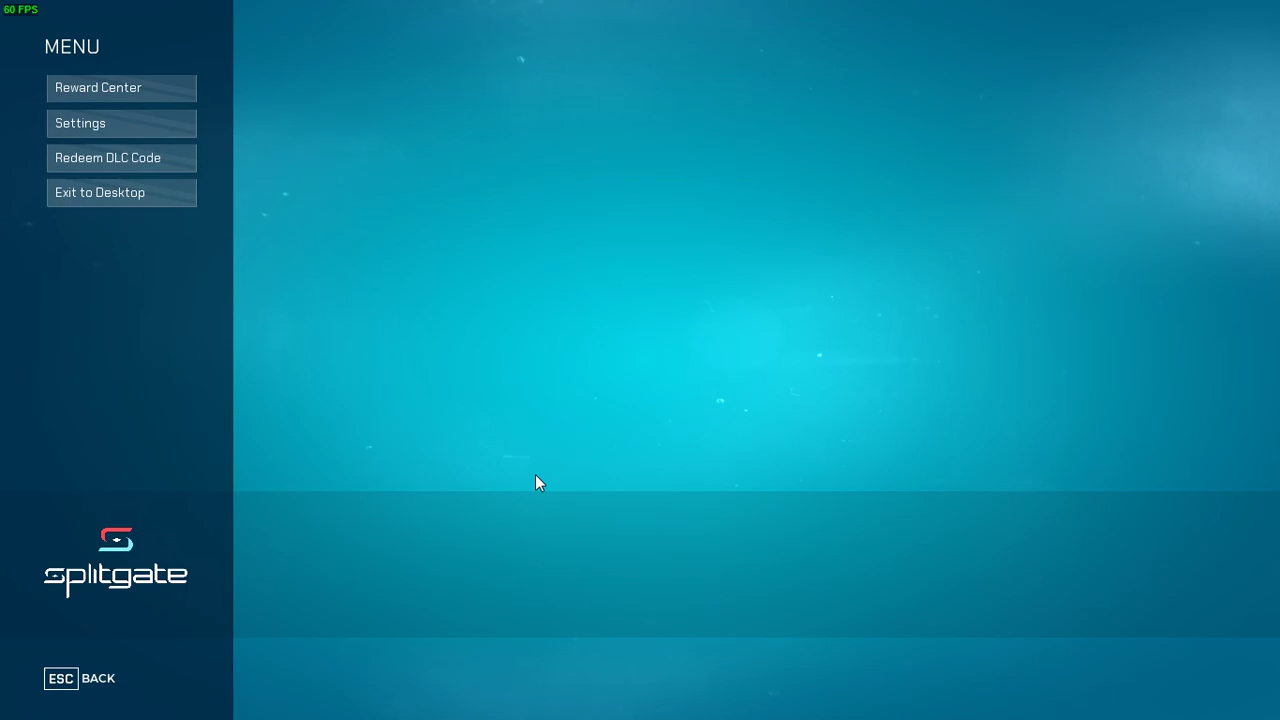 60 FPS
MENU
Reward Center
Settings
Redeem DLC Code
Exit to Desktop
splitgate
ESC BACK